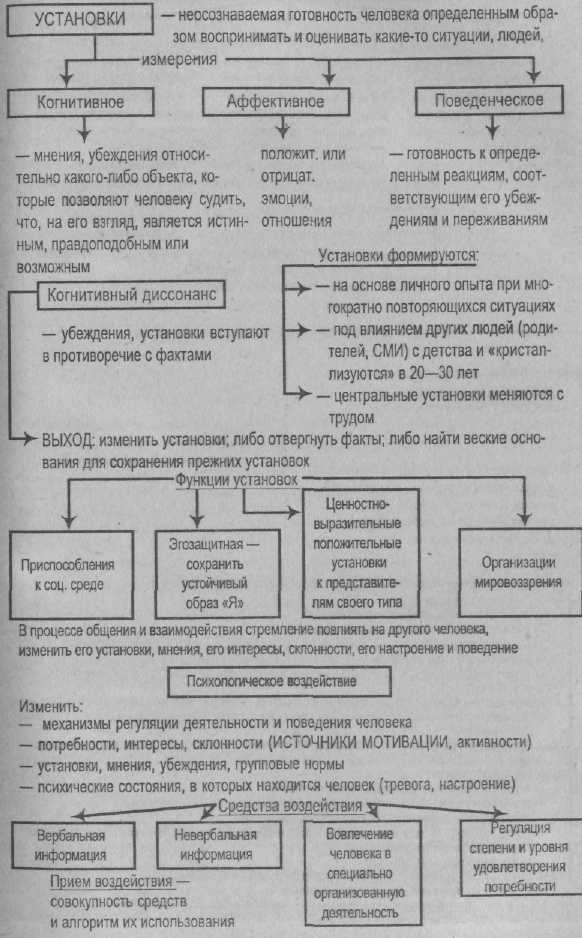 УСТАНОВКИ — неосознаваемая готовность человека определенным обра-
зом воспринимать и оценивать какие-то ситуации, людей,
измерения
Когнитивное
Аффективное
Поведенческое
— мнения, убеждения относи-
тельно какого-либо объекта, ко-
торые позволяют человеку судить,
что, на его взгляд, является истин-
ным, правдоподобным или
возможным
положит. или
отрицат.
эмоции,
отношения
— готовность к опреде-
ленным реакциям, соот-
ветствующим его убеж-
дениям и переживаниям
Когнитивный диссонанс
— убеждения, установки вступают
в противоречие с фактами
Установки формируются:
— на основе личного опыта при мно-
гократно повторяющихся ситуациях
— под влиянием других людей (роди-
телей, СМИ) с детства и «кристал-
лизуются» в 20—30 лет
— центральные установки меняются с
трудом
ВЫХОД: изменить установки; либо отвергнуть факты; либо найти веские осно-
вания для сохранения прежних установок
Функции установок
Приспособления
к соц. среде
Эгозащитная —
сохранить
устойчивый
образ «Я»
Ценностно-
выразительные
положительные
установки
к представите-
лям своего типа
Организации
мировоззрения
В процессе общения и взаимодействия стремление повлиять на другого человека,
изменить его установки, мнения, его интересы, склонности, его настроение и поведение
Психологическое воздействие
Изменить:
— механизмы регуляции деятельности и поведения человека
— потребности, интересы, склонности (ИСТОЧНИКИ МОТИВАЦИИ, активности)
— установки, мнения, убеждения, групповые нормы
— психические состояния, в которых находится человек (тревога, настроение)
Средства воздействия
Вербальная
информация
Невербальная
информация
Вовлечение
человека в
специально
организованную
деятельность
Регуляция
степени и уровня
удовлетворения
потребности
Прием воздействия —
совокупность средств
и алгоритм их использования